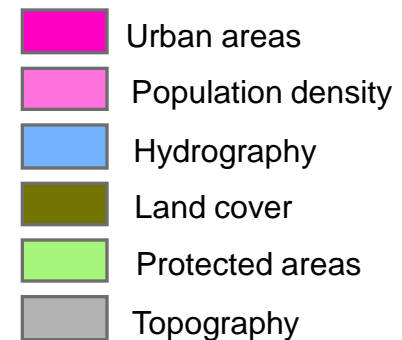 Urban areas
Population density
Hydrography
Land cover
Protected areas
Topography